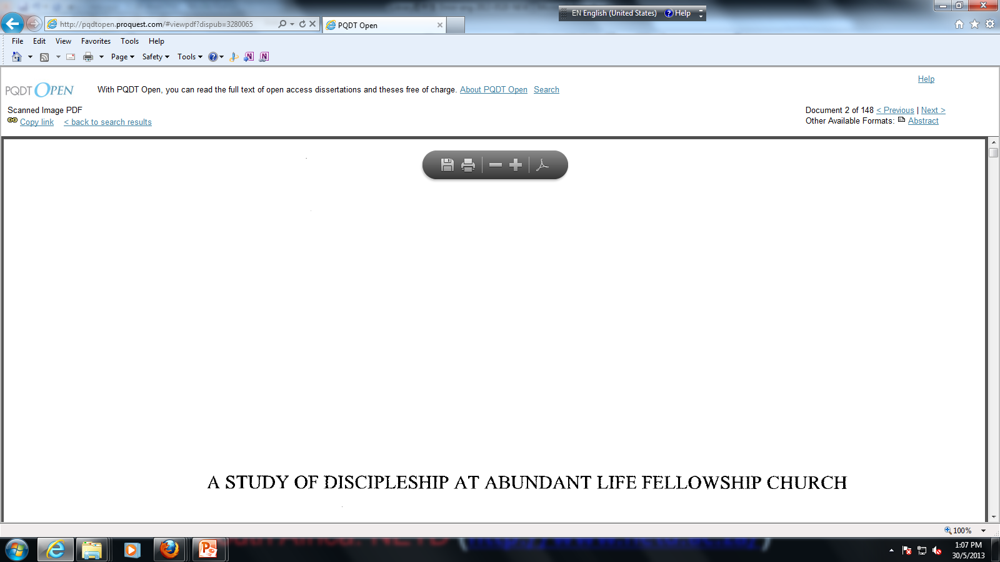 EN English (United States) Help
http://pqdtopen.proquest.com/#viewpdf?dispub=3280065
PQDT Open
File Edit View Favorites Tools Help
Page Safety Tools
PQDT OPEN
With PQDT Open, you can read the full text of open access dissertations and theses free of charge. About PQDT Open Search
Help
Scanned Image PDF
Document 2 of 148 < Previous | Next >
Copy link < back to search results
Other Available Formats: Abstract
A STUDY OF DISCIPLESHIP AT ABUNDANT LIFE FELLOWSHIP CHURCH
100%
1:07 PM
30/5/2013